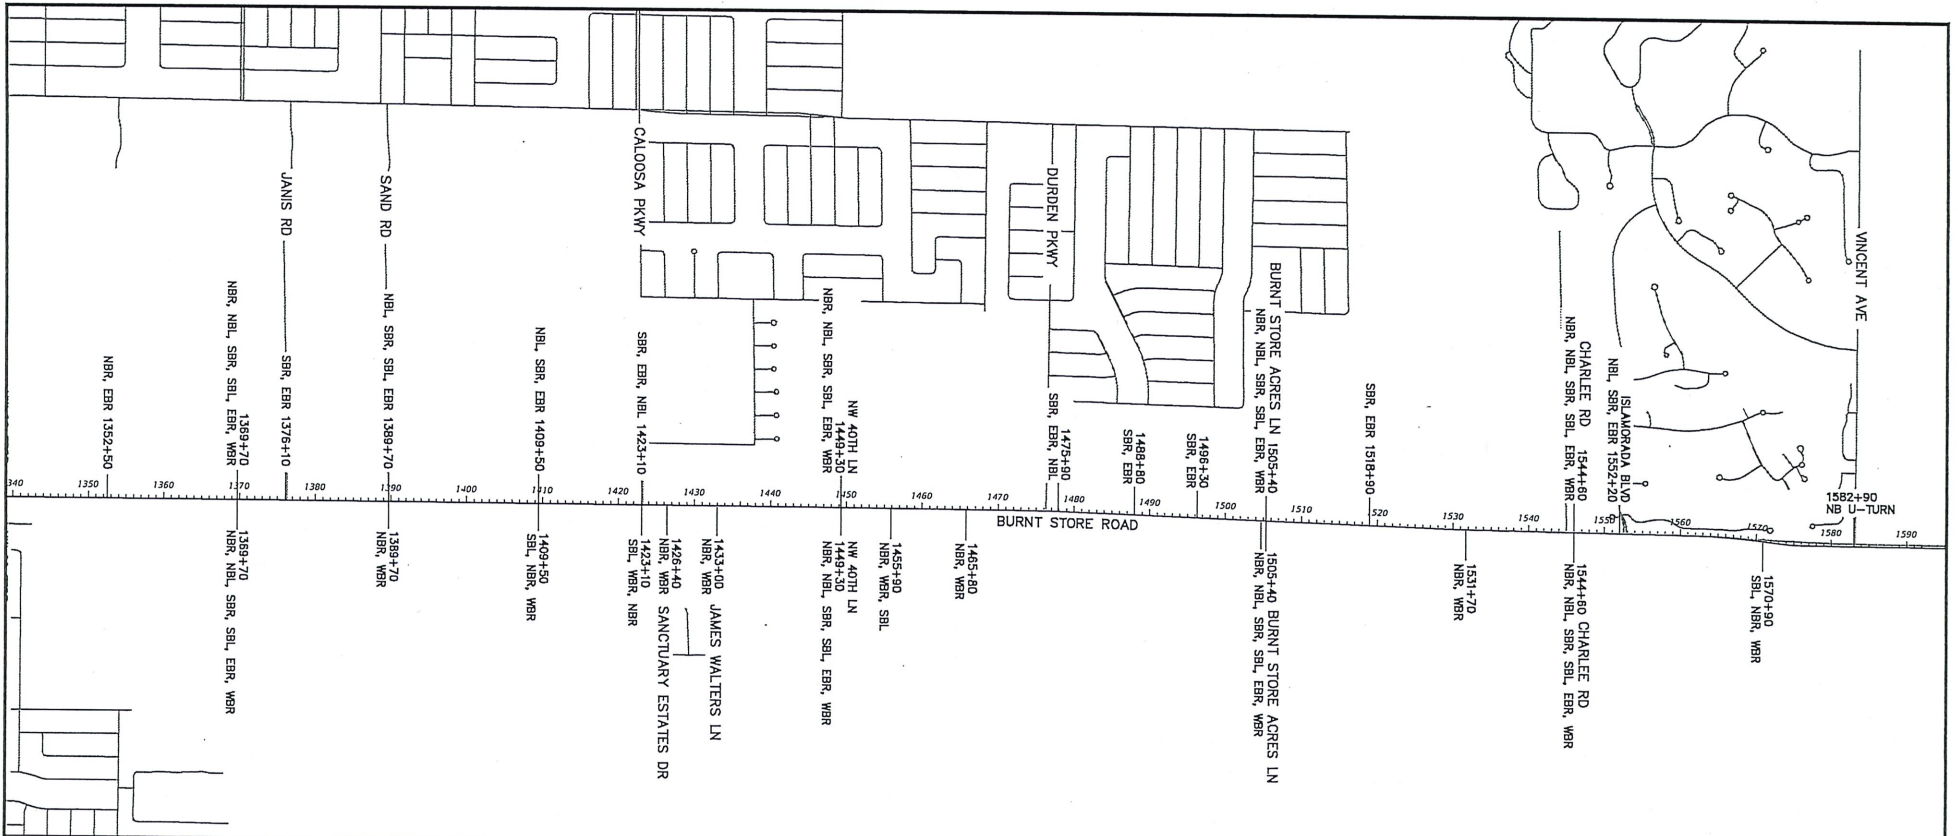 CALOOSA PKWY
JANIS RD
SAND RD
DURDEN PKWY
VINCENT AVE
NBR, EBR 1352+50
1369+70
NBR, NBL, SBR, SBL, EBR, WBR
SBR, EBR 1376+10
NBL, SBR, SBL, EBR 1389+70
NBL, SBR, EBR 1409+50
SBR, EBR, NBL 1423+10
NW 40TH LN
1449+30
NBR, NBL, SBR, SBL, EBR, WBR
1475+90
SBR, EBR, NBL
1488+80
SBR, EBR
1496+30
SBR, EBR
BURNT STORE ACRES LN 1505+40
NBR, NBL, SBR, SBL, EBR, WBR
SBR, EBR 1518+90
CHARLEE RD 1544+60
NBR, NBL, SBR, SBL, EBR, WBR
ISLAMORADA BLVD
NBL, SBR, EBR 1552+20
1582+90
NB U-TURN
340 1350 1360 1370 1380 1390 1400 1410 1420 1430 1440 1450 1460 1470 1480 1490 1500 1510 1520 1530 1540 1550 1560 1570 1580 1590
BURNT STORE ROAD
1369+70
NBR, NBL, SBR, SBL, EBR, WBR
1389+70
NBR, WBR
1409+50
SBL, NBR, WBR
1423+10
SBL, WBR, NBR
1426+40
NBR, WBR SANCTUARY ESTATES DR
1433+00
NBR, WBR JAMES WALTERS LN
NW 40TH LN
1449+30
NBR, NBL, SBR, SBL, EBR, WBR
1455+90
NBR, WBR, SBL
1465+80
NBR, WBR
1505+40 BURNT STORE ACRES LN
NBR, NBL, SBR, SBL, EBR, WBR
1531+70
NBR, WBR
1544+60 CHARLEE RD
NBR, NBL, SBR, SBL, EBR, WBR
1570+90
SBL, NBR, WBR